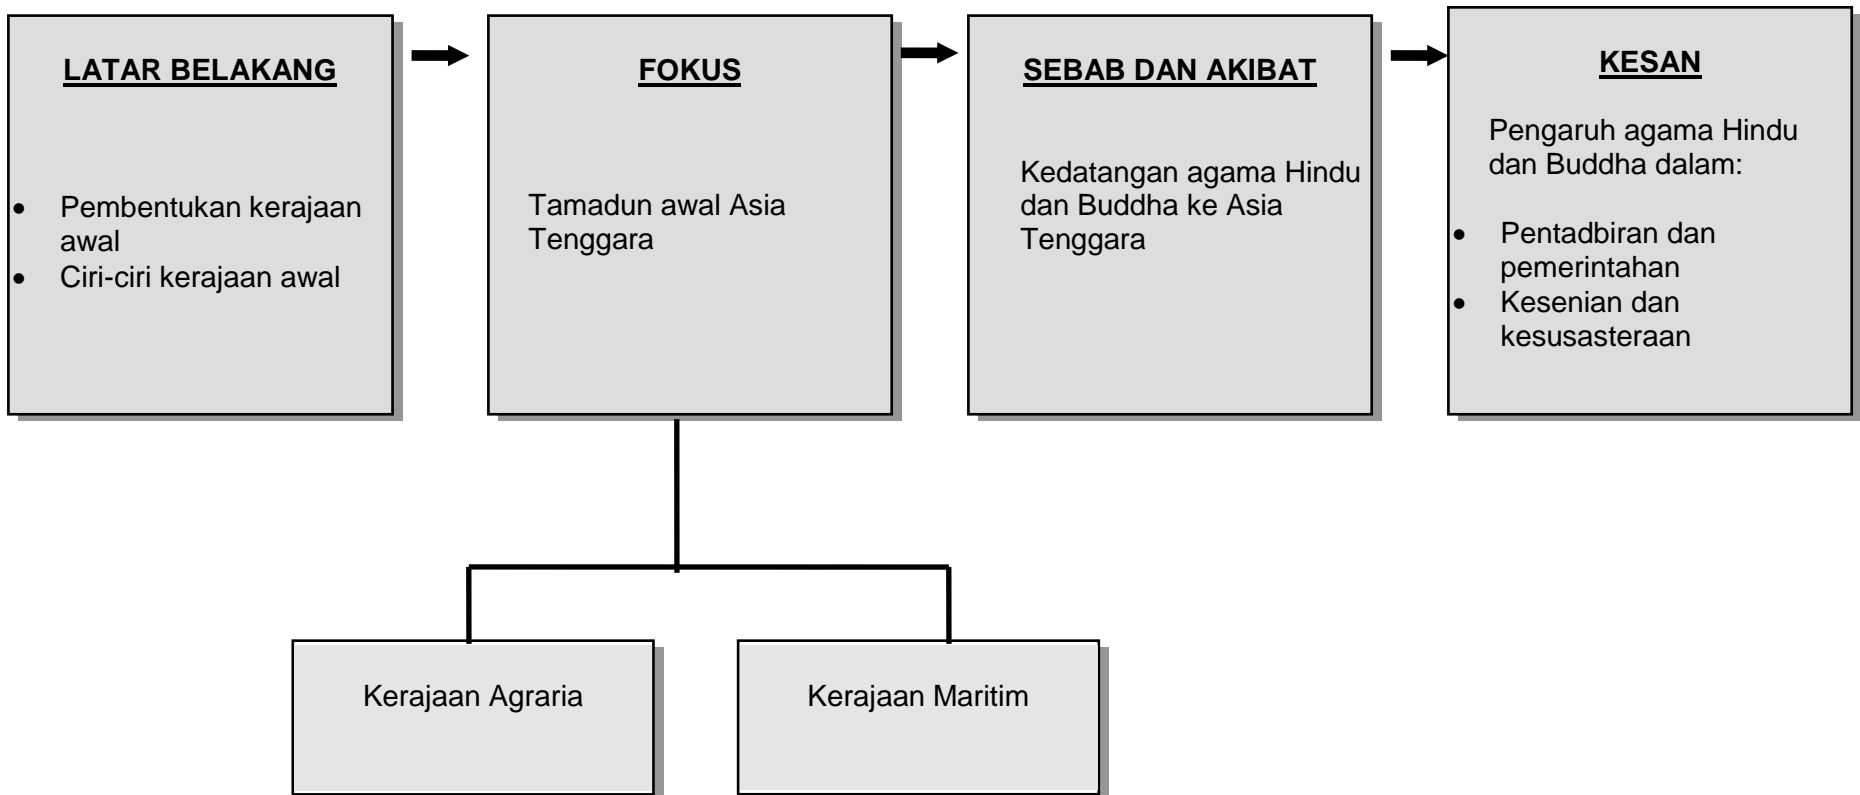 LATAR BELAKANG
• Pembentukan kerajaan
awal
• Ciri-ciri kerajaan awal
FOKUS
Tamadun awal Asia
Tenggara
SEBAB DAN AKIBAT
Kedatangan agama Hindu
dan Buddha ke Asia
Tenggara
KESAN
Pengaruh agama Hindu
dan Buddha dalam:
• Pentadbiran dan
pemerintahan
• Kesenian dan
kesusasteraan
Kerajaan Agraria
Kerajaan Maritim